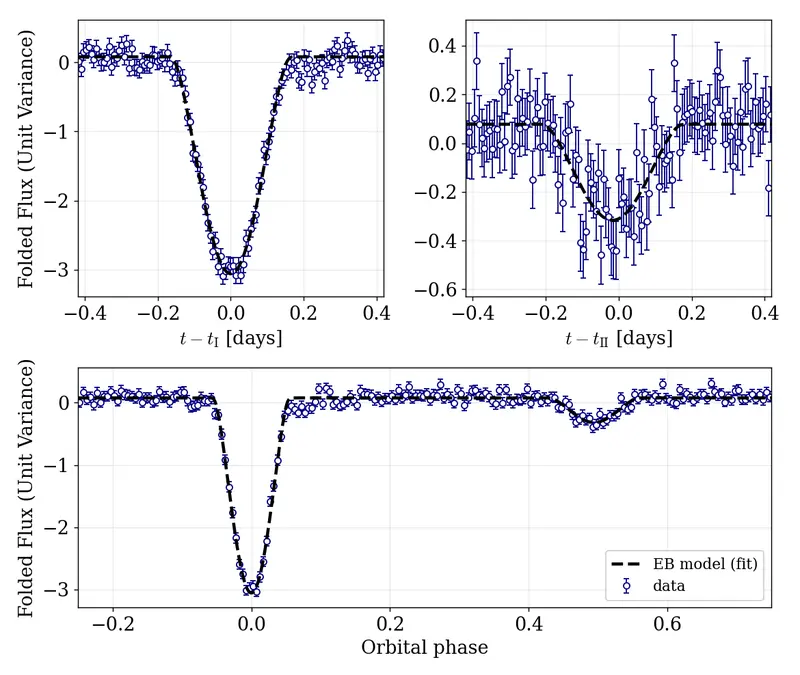 Folded Flux (Unit Variance)
0
−1
−2
−3
−0.4 −0.2 0.0 0.2 0.4
t − tI [days]
0.4
0.2
0.0
−0.2
−0.4
−0.6
−0.4 −0.2 0.0 0.2 0.4
t − tII [days]
Folded Flux (Unit Variance)
0
−1
−2
−3
EB model (fit)
data
−0.2 0.0 0.2 0.4 0.6
Orbital phase